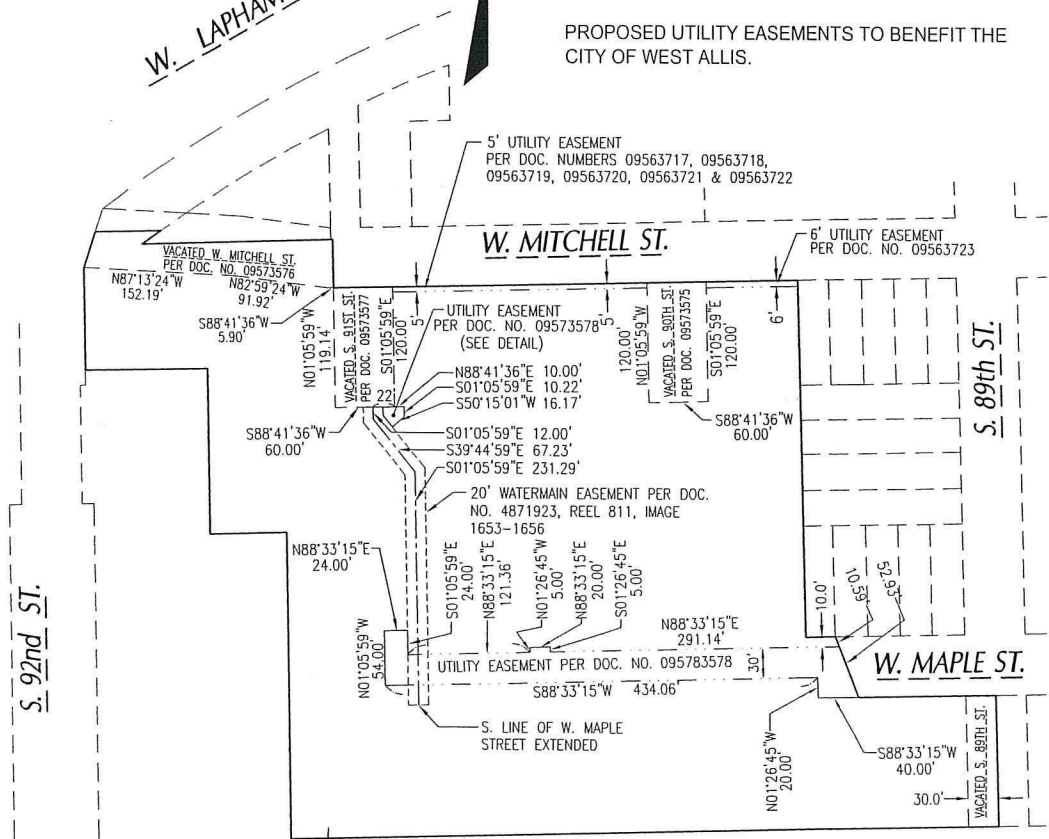 W. LAPHAM
PROPOSED UTILITY EASEMENTS TO BENEFIT THE
CITY OF WEST ALLIS.
5' UTILITY EASEMENT
PER DOC. NUMBERS 09563717, 09563718,
09563719, 09563720, 09563721 & 09563722
W. MITCHELL ST.
6' UTILITY EASEMENT
PER DOC. NO. 09563723
VACATED W. MITCHELL ST.
PER DOC. NO. 09573576
N87°13'24"W
152.19'
N82°59'24"W
91.92'
S88°41'36"W
5.90'
N01°05'59"W
119.14'
VACATED S. 91ST ST.
PER DOC. 09573577
S01°05'59"E
120.00'
5'
UTILITY EASEMENT
PER DOC. NO. 09573578
(SEE DETAIL)
5'
N01°05'59"W
120.00'
VACATED S. 90TH ST.
PER DOC. 09573575
S01°05'59"E
120.00'
6'
S. 89th ST.
22'
N88°41'36"E 10.00'
S01°05'59"E 10.22'
S50°15'01"W 16.17'
S88°41'36"W
60.00'
S88°41'36"W
60.00'
S01°05'59"E 12.00'
S39°44'59"E 67.23'
S01°05'59"E 231.29'
20' WATERMAIN EASEMENT PER DOC.
NO. 4871923, REEL 811, IMAGE
1653-1656
N88°33'15"E
24.00'
S01°05'59"E
24.00'
N88°33'15"E
121.36'
N01°26'45"W
5.00'
N88°33'15"E
20.00'
S01°26'45"E
5.00'
10.0'
10.59'
52.93'
S. 92nd ST.
N01°05'59"W
54.00'
N88°33'15"E
291.14'
UTILITY EASEMENT PER DOC. NO. 095783578
30'
W. MAPLE ST.
S88°33'15"W 434.06'
S. LINE OF W. MAPLE
STREET EXTENDED
N01°26'45"W
20.00'
S88°33'15"W
40.00'
30.0'
VACATED S. 89TH ST.